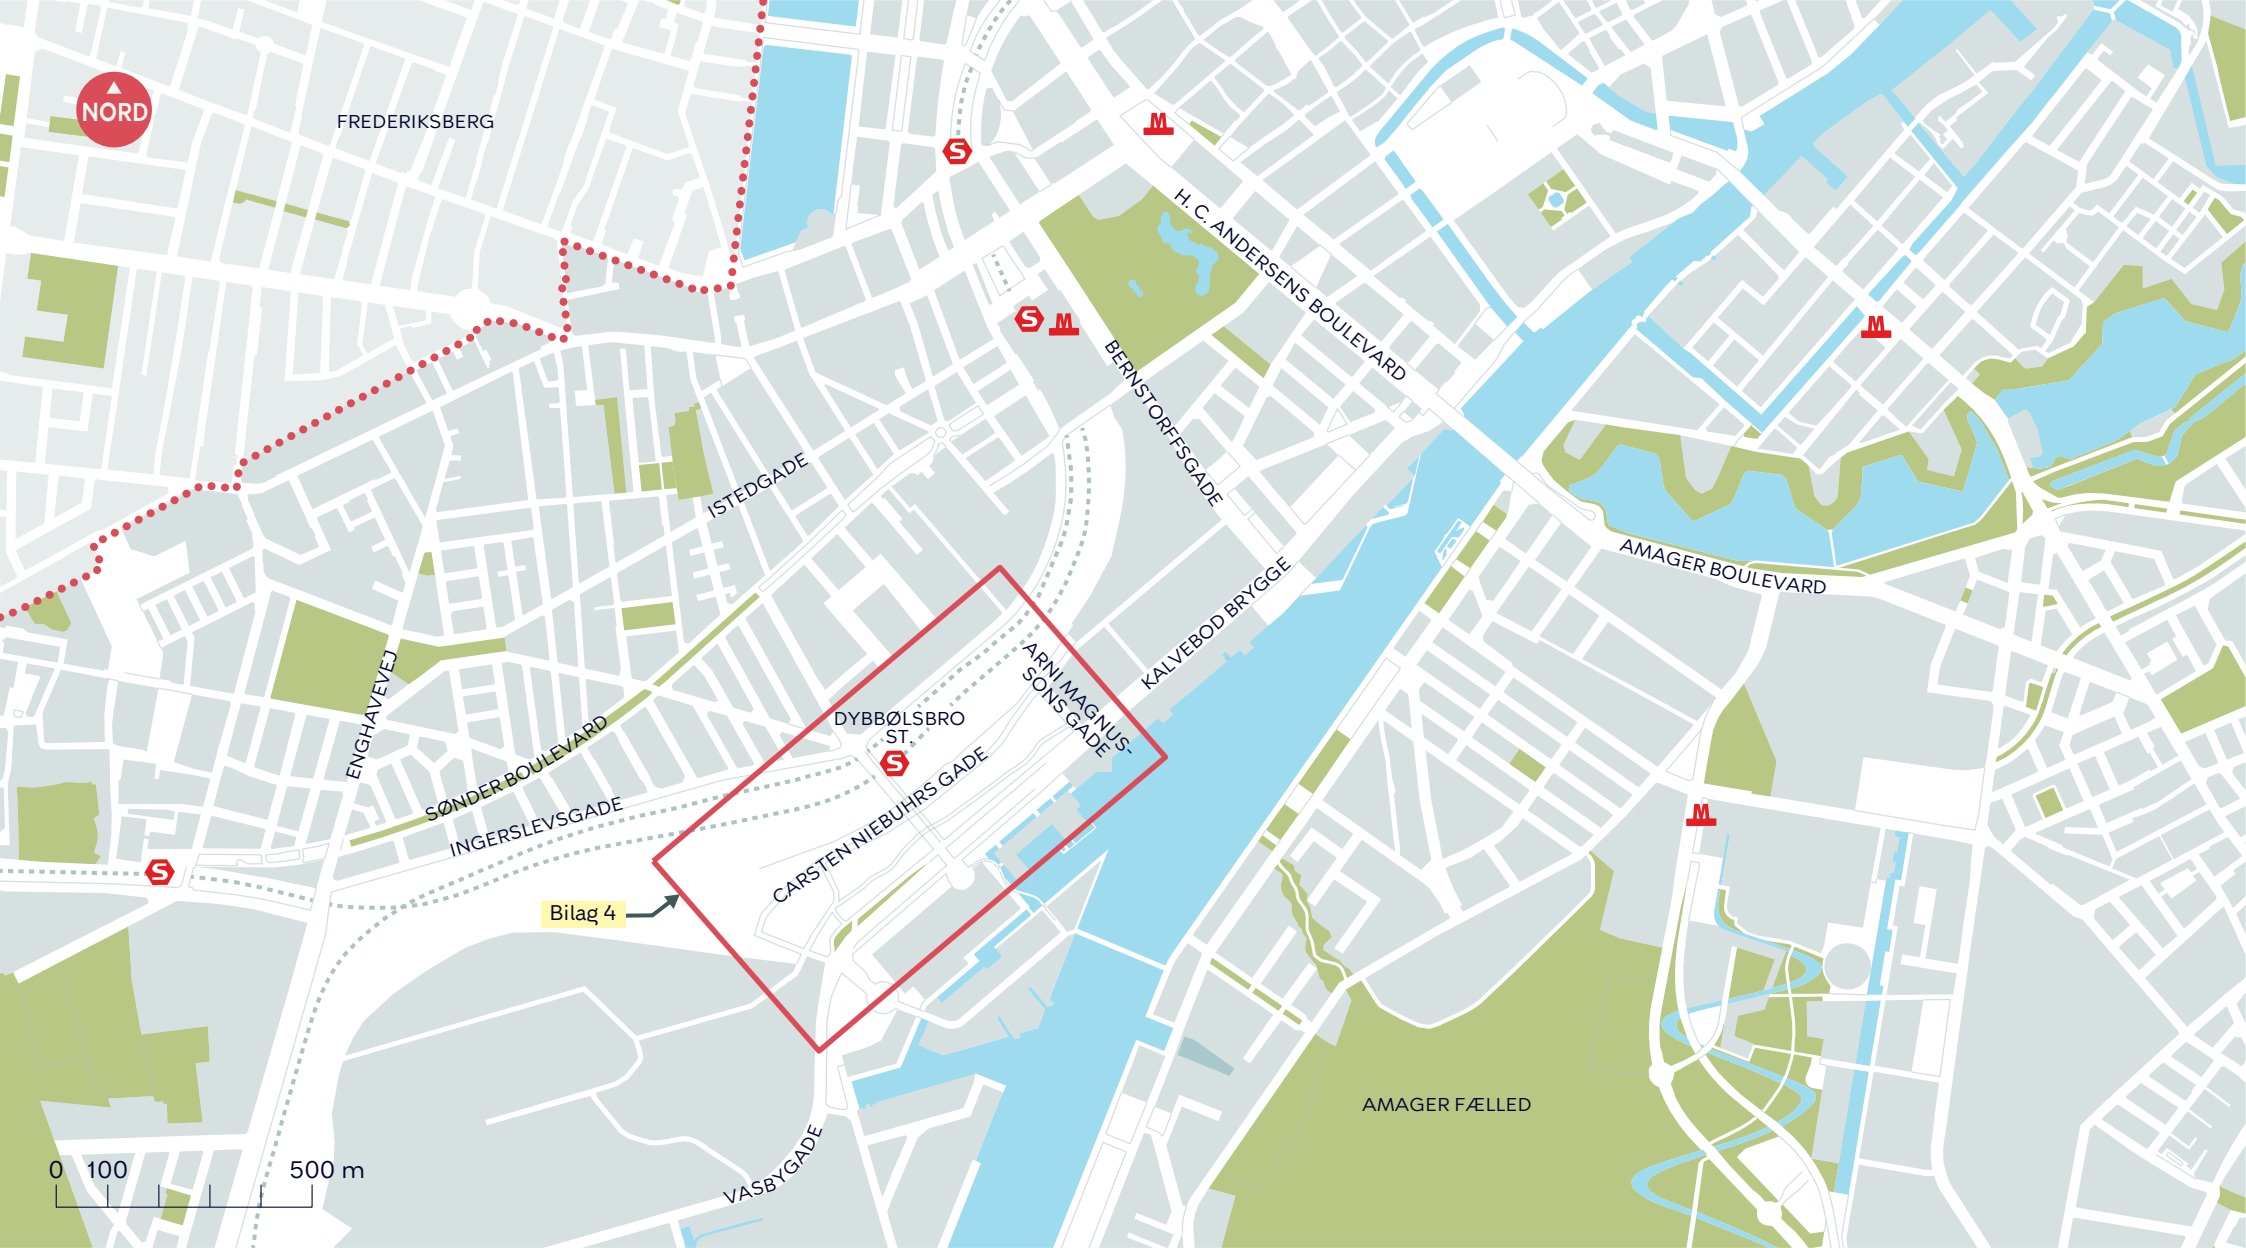 NORD
FREDERIKSBERG
S
M
H. C. ANDERSENS BOULEVARD
S
M
M
BERNSTORFFSGADE
ISTEDGADE
AMAGER BOULEVARD
KALVEBOD BRYGGE
ENGHAVEVEJ
ARNI MAGNUS-
SONS GADE
DYBBØLSBRO
ST.
S
SØNDER BOULEVARD
INGERSLEVSGADE
CARSTEN NIEBUHRS GADE
M
S
Bilag 4
AMAGER FÆLLED
VASBYGADE
0 100 500 m